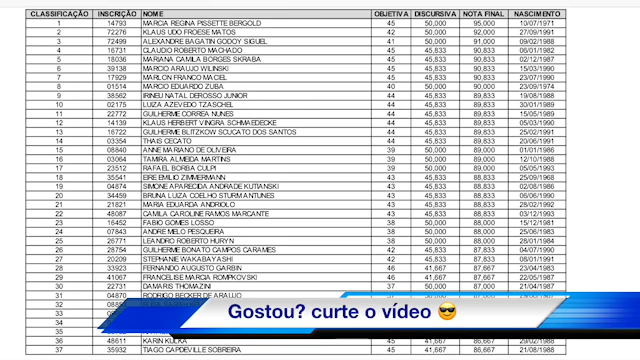 CLASSIFICAÇÃO INSCRIÇÃO NOME OBJETIVA DISCURSIVA NOTA FINAL NASCIMENTO
1 14793 MARCIA REGINA PISSETTE BERGOLD 45 50,000 95,000 10/07/1971
2 72276 KLAUS UDO FROESE MATOS 42 50,000 92,000 27/09/1991
3 72499 ALEXANDRE BAGATIN GODOY SIGUEL 41 50,000 91,000 09/02/1988
4 16731 CLAUDIO ROBERTO MACHADO 45 45,833 90,833 06/01/1982
5 18036 MARIANA CAMILA BORGES SKRABA 45 45,833 90,833 02/12/1987
6 39138 MARCIO ARAUJO WILINSKI 45 45,833 90,833 15/03/1990
7 17929 MARLON FRANCO MACIEL 45 45,833 90,833 23/05/1990
8 01514 MARCIO EDUARDO ZUBA 40 50,000 90,000 23/09/1974
9 38562 IRINEU NATAL DEROSSO JUNIOR 44 45,833 89,833 19/08/1988
10 02175 LUIZA AZEVEDO TZASCHEL 44 45,833 89,833 30/01/1989
11 22772 GUILHERME CORREA NUNES 44 45,833 89,833 15/05/1989
12 14139 KLAUS HERBERT VINGRA SCHMAEDECKE 44 45,833 89,833 05/03/1990
13 16722 GUILHERME BLITZKOW SCUCATO DOS SANTOS 44 45,833 89,833 25/02/1991
14 03354 THAIS CECATO 44 45,833 89,833 20/06/1991
15 08840 ANNE MARIANO DE OLIVEIRA 39 50,000 89,000 01/01/1986
16 03064 TAMIRA ALMEIDA MARTINS 39 50,000 89,000 12/10/1988
17 23512 RAFAEL BORBA CULPI 39 50,000 89,000 05/05/1993
18 35541 EIRE EMILIO ZIMMERMANN 43 45,833 88,833 25/03/1968
19 04874 SIMONE APARECIDA ANDRADE KUTIANSKI 43 45,833 88,833 02/08/1986
20 34459 BRUNA LUIZA COELHO STURM ANTUNES 43 45,833 88,833 06/05/1990
21 21821 MARIA EDUARDA ANDRIOLO 43 45,833 88,833 28/02/1992
22 48087 CAMILA CAROLINE RAMOS MARCANTE 43 45,833 88,833 03/12/1993
23 16452 FABIO GOMES LOSSO 38 50,000 88,000 15/12/1981
24 07843 ANDRE MELO PESQUEIRA 38 50,000 88,000 25/06/1983
25 26771 LEANDRO ROBERTO HURYN 38 50,000 88,000 28/01/1984
26 28754 GUILHERME BONATO CAMPOS CARAMES 42 45,833 87,833 07/04/1990
27 20209 STEPHANIE WAKABAYASHI 42 45,833 87,833 08/01/1991
28 33923 FERNANDO AUGUSTO GARBIN 46 41,667 87,667 23/04/1983
29 41067 FRANCELISE MARCIA ROMPKOVSKI 46 41,667 87,667 22/05/1987
30 22731 DAMARIS THOMAZINI 37 50,000 87,000 21/04/1987
31 04870 RODRIGO BECKER DE ARAUJO
32
33
34
35
Gostou? curte o vídeo 😎
36 48611 KARIN KULKA 45 41,667 86,667 29/02/1988
37 35932 TIAGO CAPDEVILLE SOBREIRA 45 41,667 86,667 21/08/1988